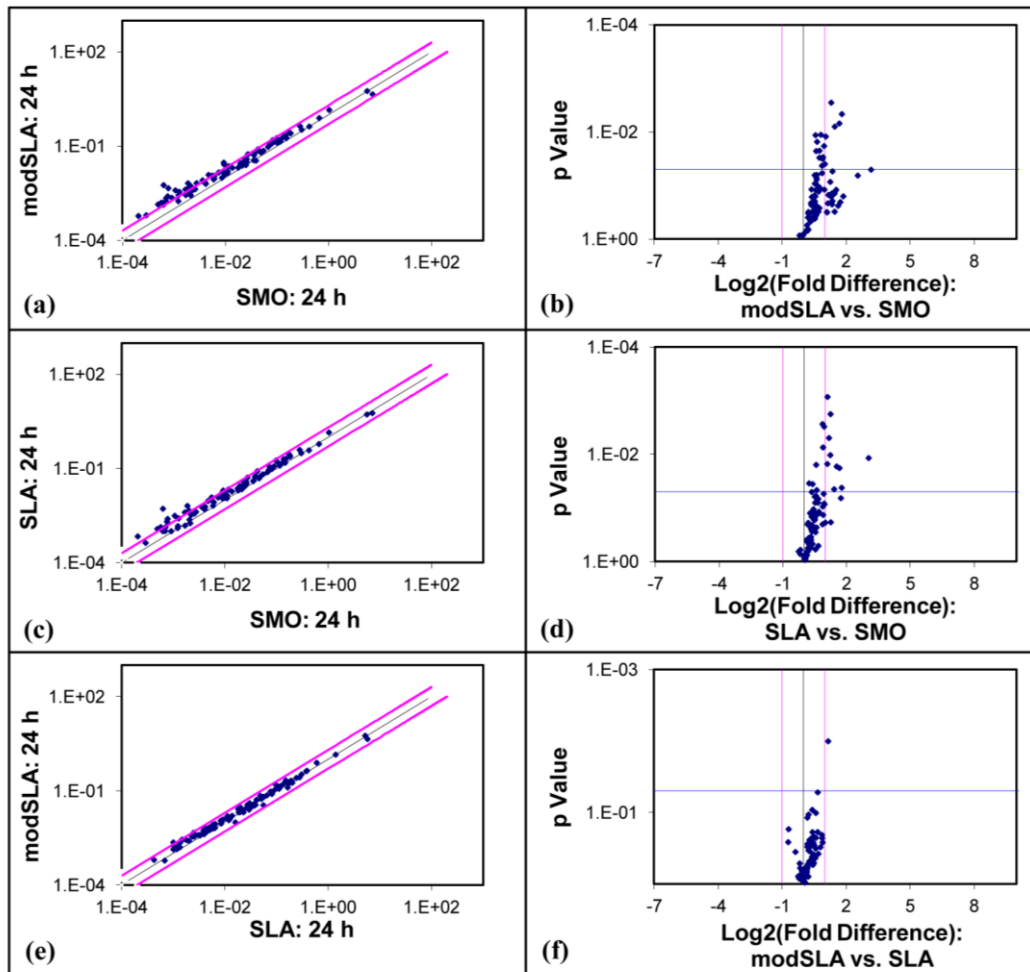 1.E+02
1.E-01
1.E-04
modSLA: 24 h
1.E-04 1.E-02 1.E+00 1.E+02
SMO: 24 h
(a)
1.E-04
1.E-02
1.E+00
p Value
-7 -4 -1 2 5 8
Log2(Fold Difference):
modSLA vs. SMO
(b)
1.E+02
1.E-01
1.E-04
SLA: 24 h
1.E-04 1.E-02 1.E+00 1.E+02
SMO: 24 h
(c)
1.E-04
1.E-02
1.E+00
p Value
-7 -4 -1 2 5 8
Log2(Fold Difference):
SLA vs. SMO
(d)
1.E+02
1.E-01
1.E-04
modSLA: 24 h
1.E-04 1.E-02 1.E+00 1.E+02
SLA: 24 h
(e)
1.E-03
1.E-01
p Value
-7 -4 -1 2 5 8
Log2(Fold Difference):
modSLA vs. SLA
(f)